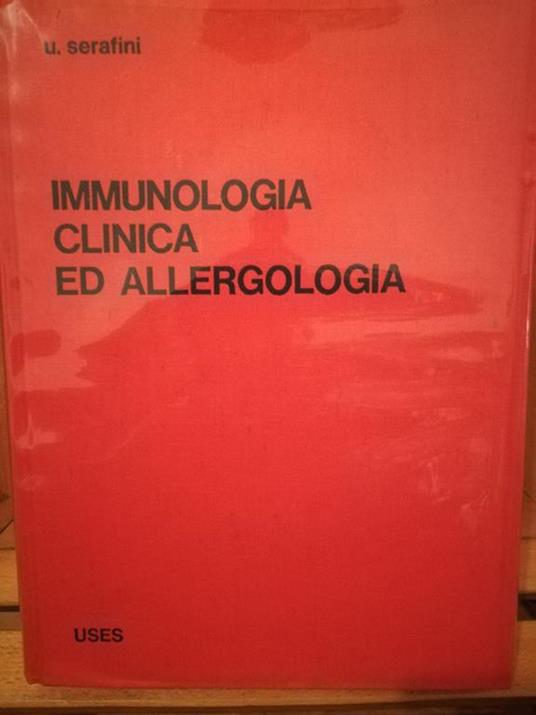 u. serafini
IMMUNOLOGIA
CLINICA
ED ALLERGOLOGIA
USES